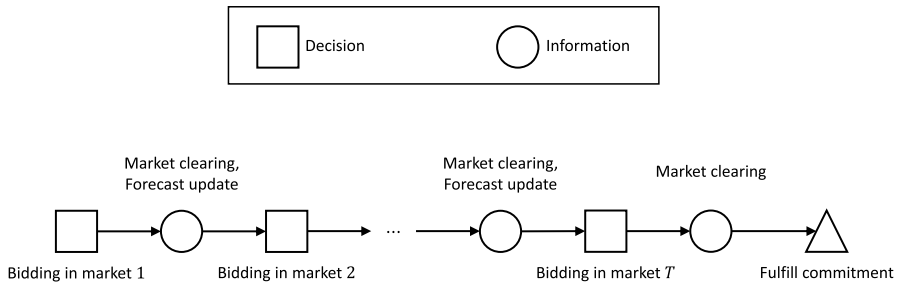 Decision
Information
Market clearing,
Forecast update
Market clearing,
Forecast update
Market clearing
...
Bidding in market 1
Bidding in market 2
Bidding in market T
Fulfill commitment